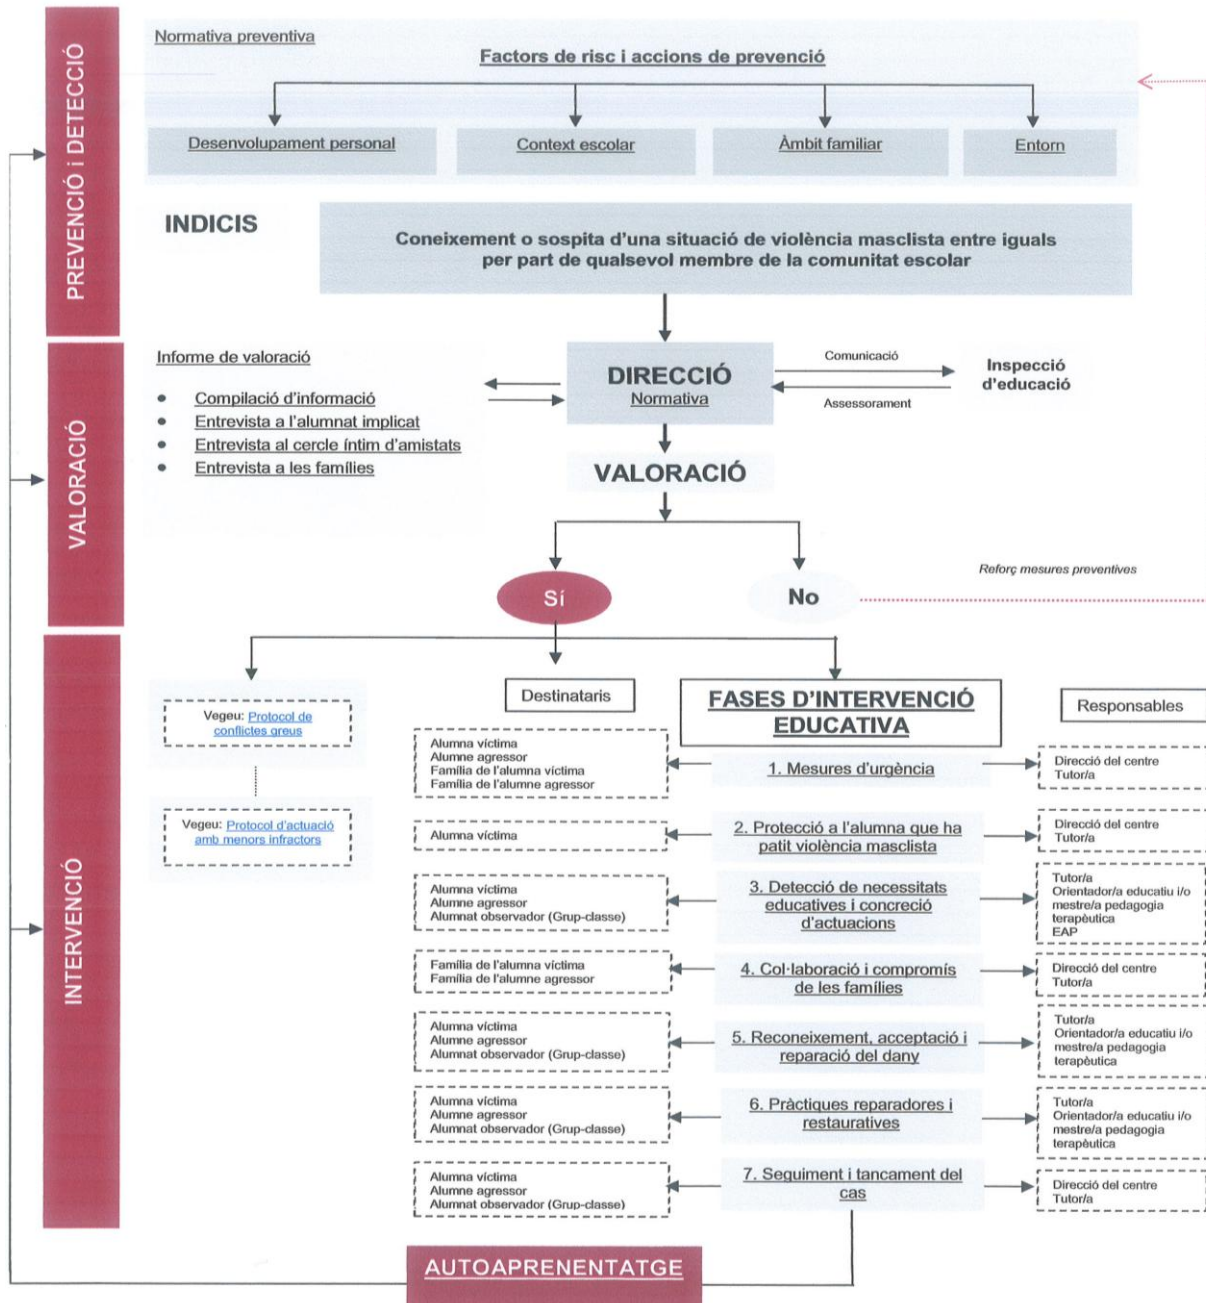 PREVENCIÓ i DETECCIÓ
Normativa preventiva
Factors de risc i accions de prevenció
Desenvolupament personal
Context escolar
Àmbit familiar
Entorn
INDICIS
Coneixement o sospita d'una situació de violència masclista entre iguals
per part de qualsevol membre de la comunitat escolar
VALORACIÓ
Informe de valoració
• Compilació d'informació
• Entrevista a l'alumnat implicat
• Entrevista al cercle íntim d'amistats
• Entrevista a les famílies
DIRECCIÓ
Normativa
Comunicació
Assessorament
Inspecció
d'educació
VALORACIÓ
Sí
No
Reforç mesures preventives
INTERVENCIÓ
Vegeu: Protocol de
conflictes greus
Vegeu: Protocol d'actuació
amb menors infractors
Destinataris
FASES D'INTERVENCIÓ
EDUCATIVA
Responsables
Alumna víctima
Alumne agressor
Família de l'alumna víctima
Família de l'alumne agressor
1. Mesures d'urgència
Direcció del centre
Tutor/a
Alumna víctima
2. Protecció a l'alumna que ha
patit violència masclista
Direcció del centre
Tutor/a
Alumna víctima
Alumne agressor
Alumnat observador (Grup-classe)
3. Detecció de necessitats
educatives i concreció
d'actuacions
Tutor/a
Orientador/a educatiu i/o
mestre/a pedagogia
terapèutica
EAP
Família de l'alumna víctima
Família de l'alumne agressor
4. Col·laboració i compromís
de les famílies
Direcció del centre
Tutor/a
Alumna víctima
Alumne agressor
Alumnat observador (Grup-classe)
5. Reconeixement, acceptació i
reparació del dany
Tutor/a
Orientador/a educatiu i/o
mestre/a pedagogia
terapèutica
Alumna víctima
Alumne agressor
Alumnat observador (Grup-classe)
6. Pràctiques reparadores i
restauratives
Tutor/a
Orientador/a educatiu i/o
mestre/a pedagogia
terapèutica
Alumna víctima
Alumne agressor
Alumnat observador (Grup-classe)
7. Seguiment i tancament del
cas
Direcció del centre
Tutor/a
AUTOAPRENENTATGE